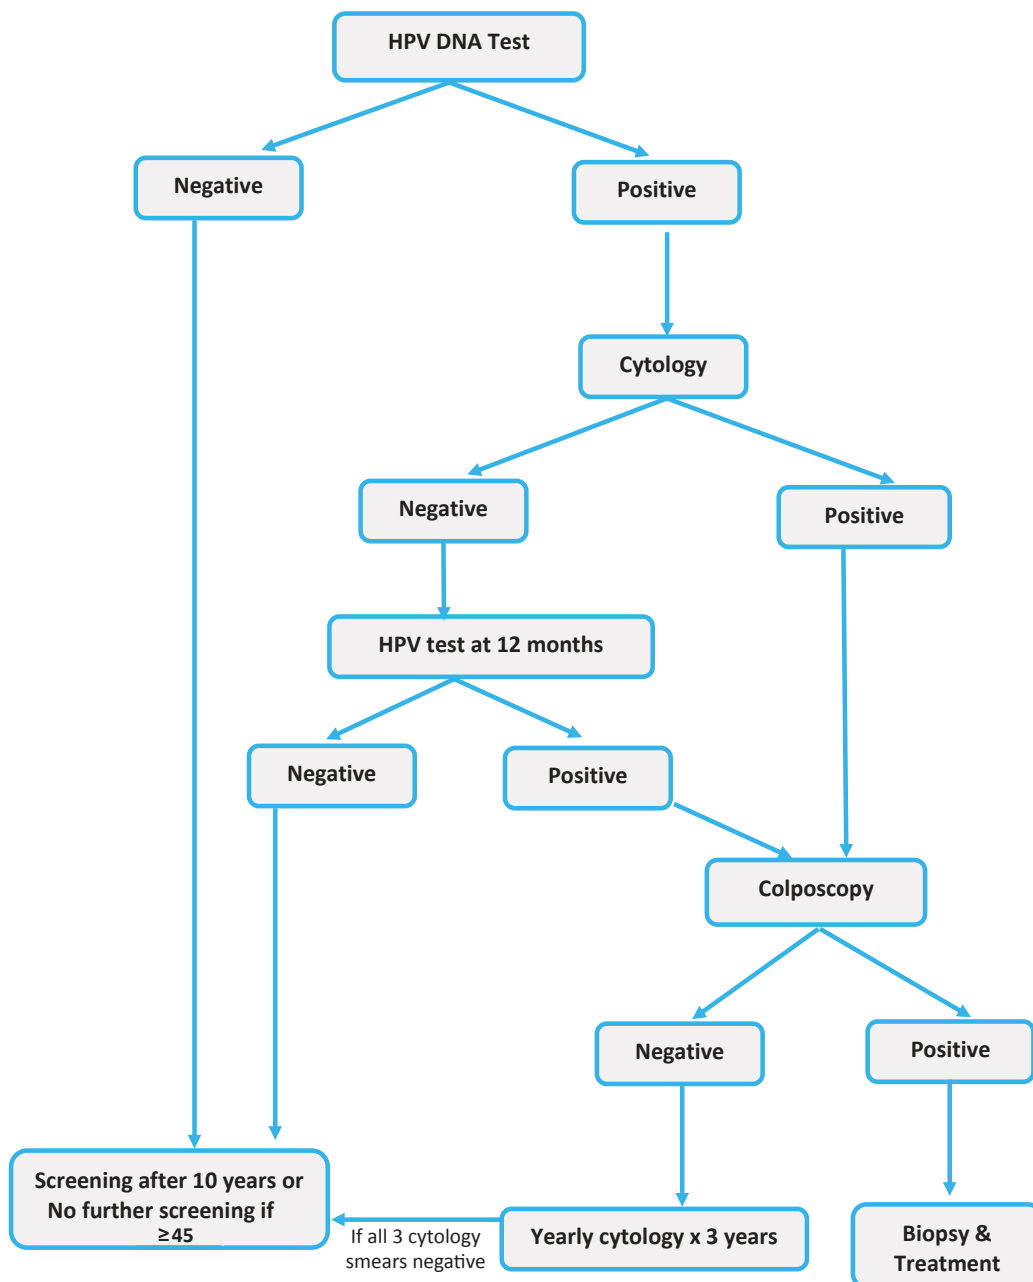 HPV DNA Test
Negative
Positive
Cytology
Negative
Positive
HPV test at 12 months
Negative
Positive
Colposcopy
Negative
Positive
Screening after 10 years or
No further screening if
≥45
If all 3 cytology
smears negative
Yearly cytology x 3 years
Biopsy &
Treatment